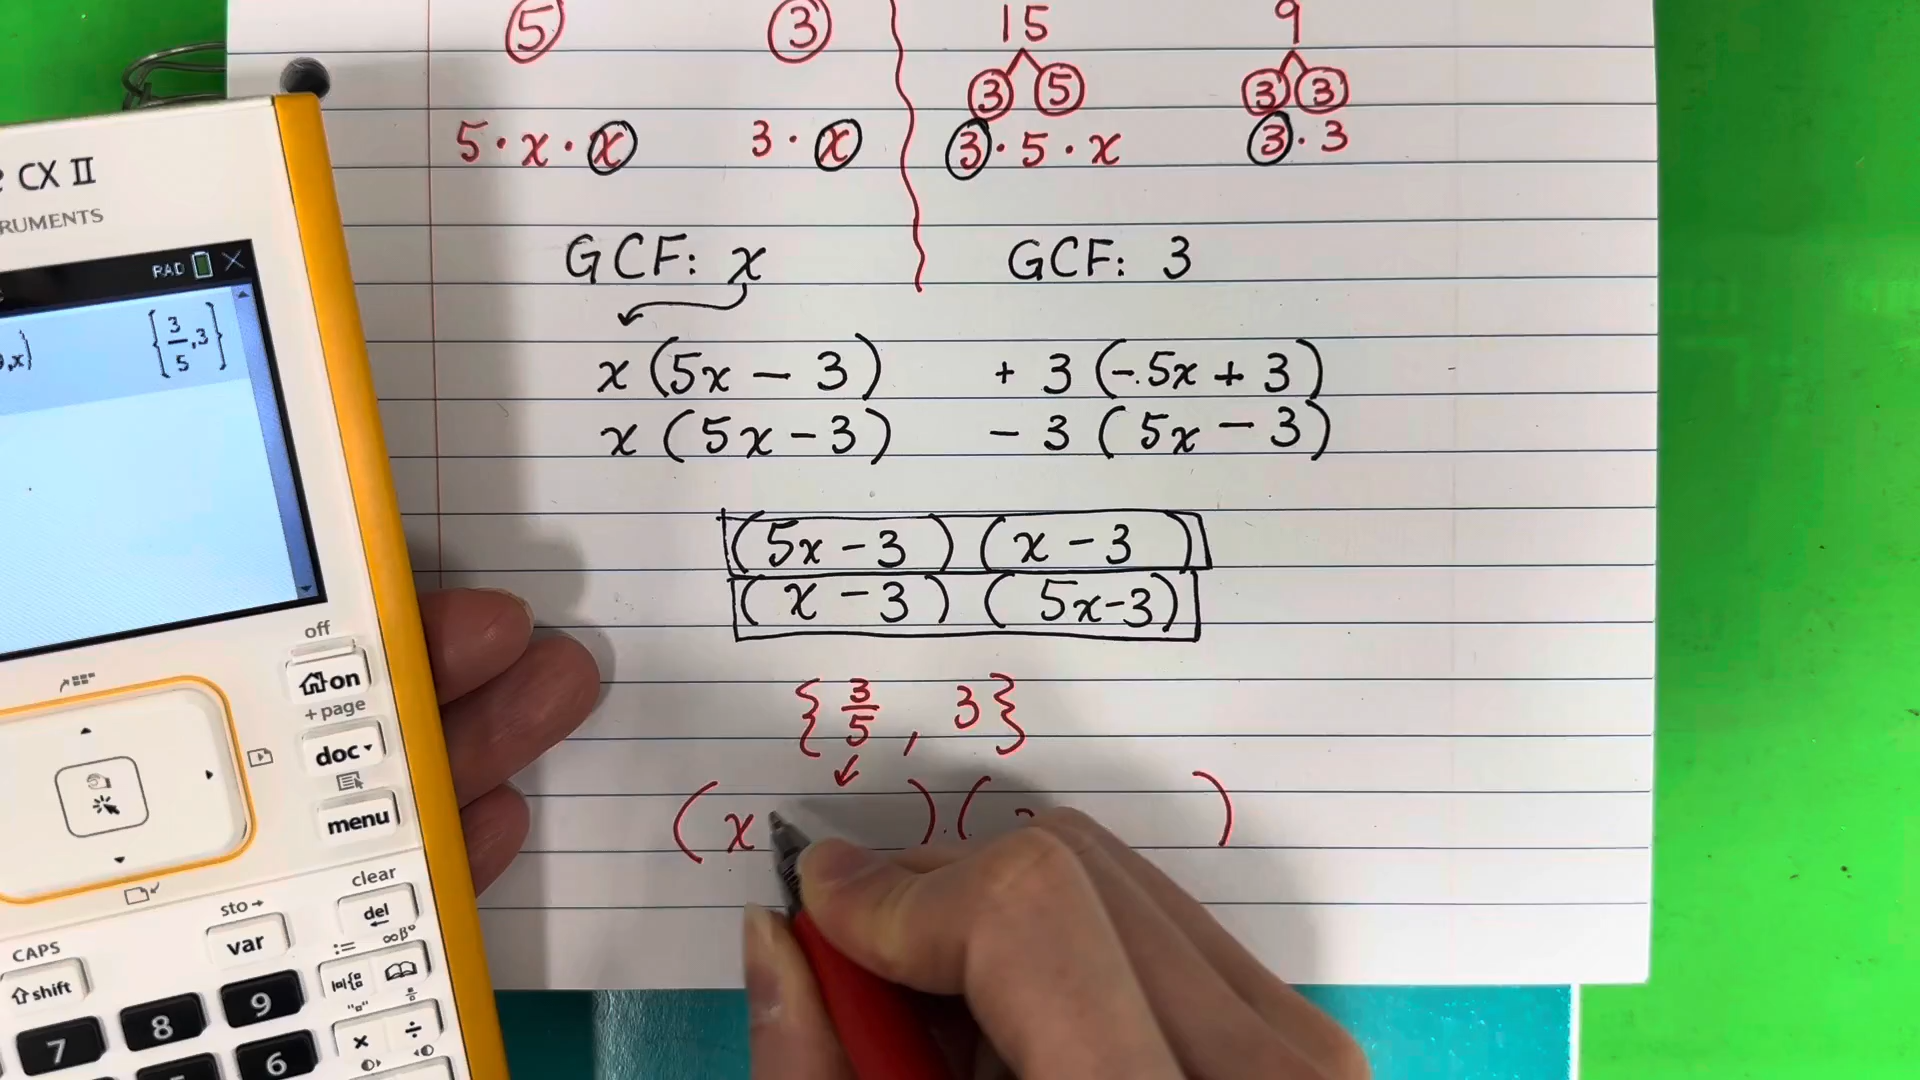 5 3 15 9
3 5 3 3
5 · x · x 3 · x 3 · 5 · x 3 · 3
GCF: x GCF: 3
x (5x - 3) + 3 (-5x + 3)
x (5x - 3) - 3 (5x - 3)
(5x - 3) (x - 3)
(x - 3) (5x - 3)
{3/5, 3}
(x ) · ( )
CX II
RUMENTS
RAD
,x) {3/5,3}
off
on
+ page
doc
menu
clear
sto→
del
var
:=
∞β°
CAPS
shift
"□"
7 8 9
× ÷
6